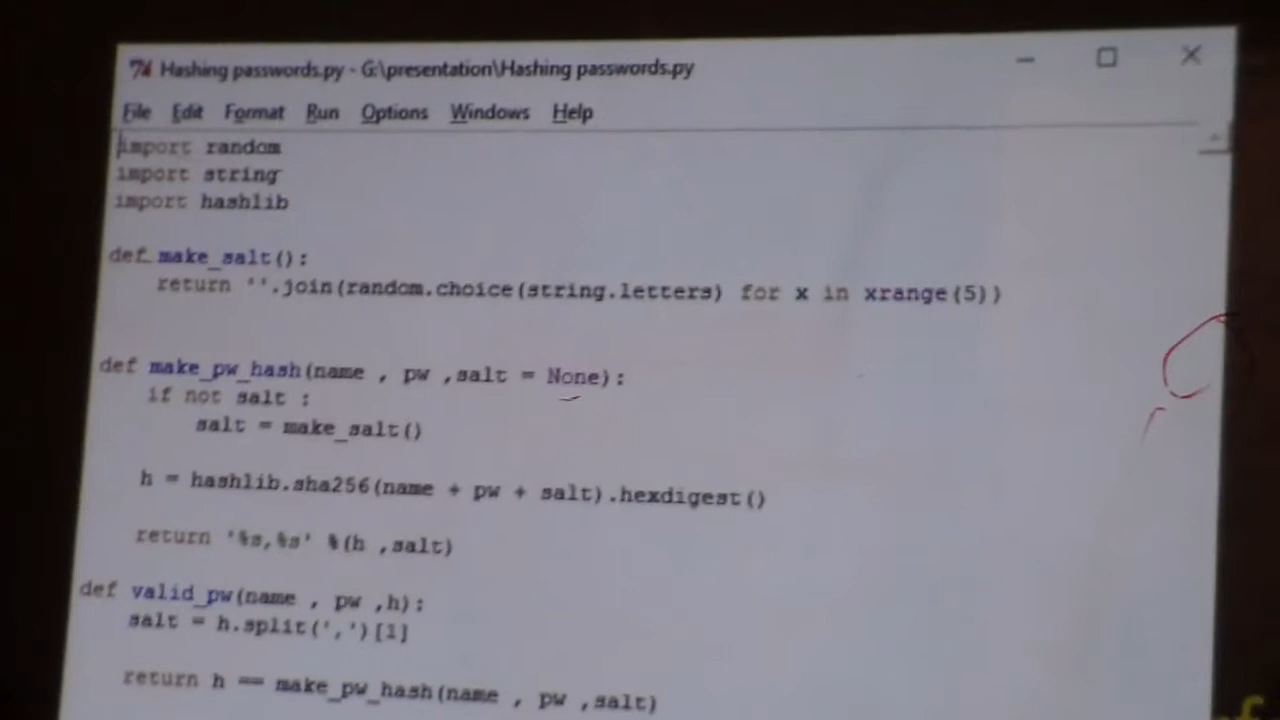 Hashing passwords.py - G:\presentation\Hashing passwords.py
File Edit Format Run Options Windows Help
import random
import string
import hashlib
def make_salt():
    return ''.join(random.choice(string.letters) for x in xrange(5))
def make_pw_hash(name , pw ,salt = None):
    if not salt :
        salt = make_salt()
    h = hashlib.sha256(name + pw + salt).hexdigest()
    return '%s,%s' %(h ,salt)
def valid_pw(name , pw ,h):
    salt = h.split(',')[1]
    return h == make_pw_hash(name , pw ,salt)